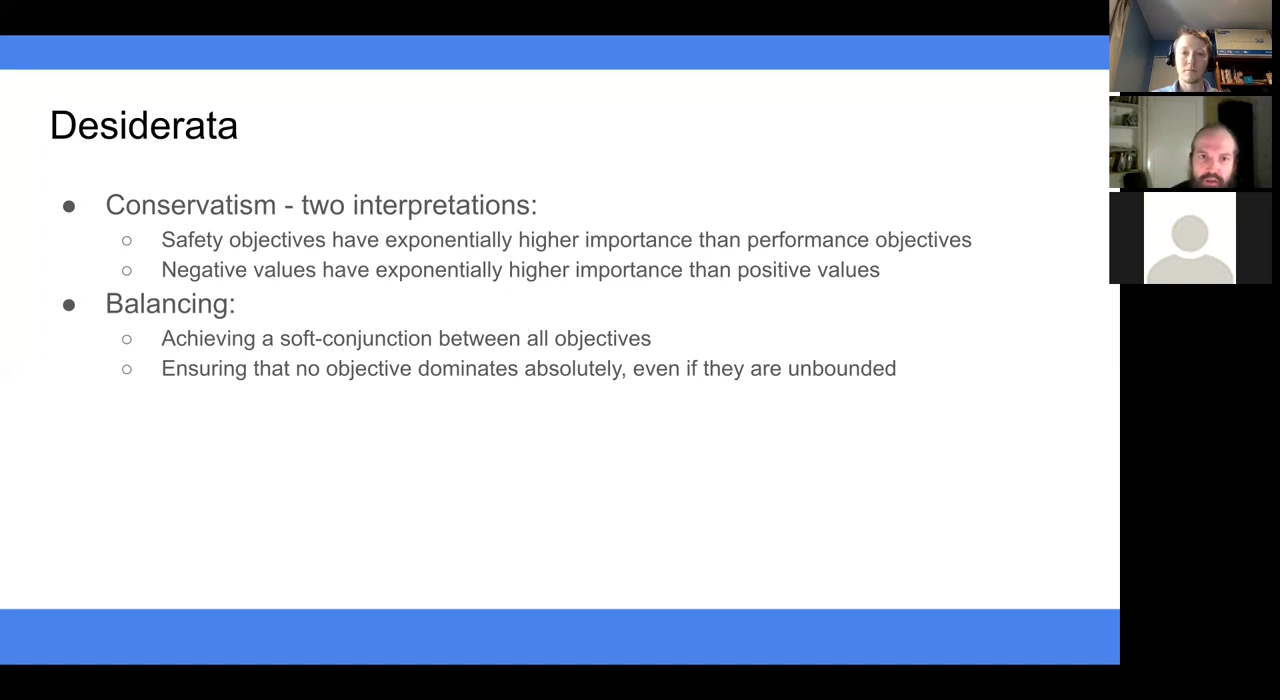 Desiderata
● Conservatism - two interpretations:
○ Safety objectives have exponentially higher importance than performance objectives
○ Negative values have exponentially higher importance than positive values
● Balancing:
○ Achieving a soft-conjunction between all objectives
○ Ensuring that no objective dominates absolutely, even if they are unbounded